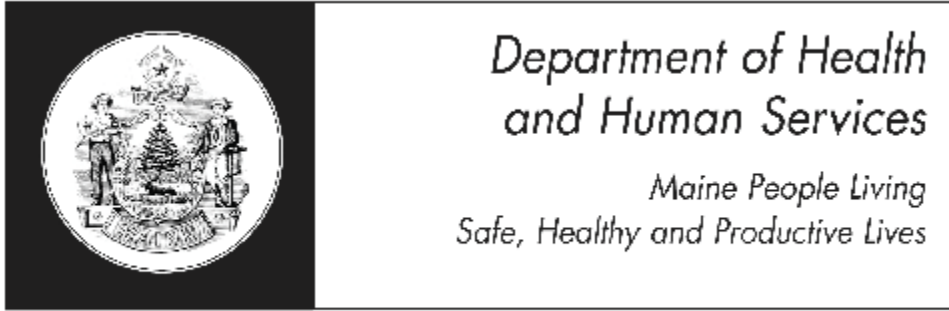 Department of Health
and Human Services
Maine People Living
Safe, Healthy and Productive Lives